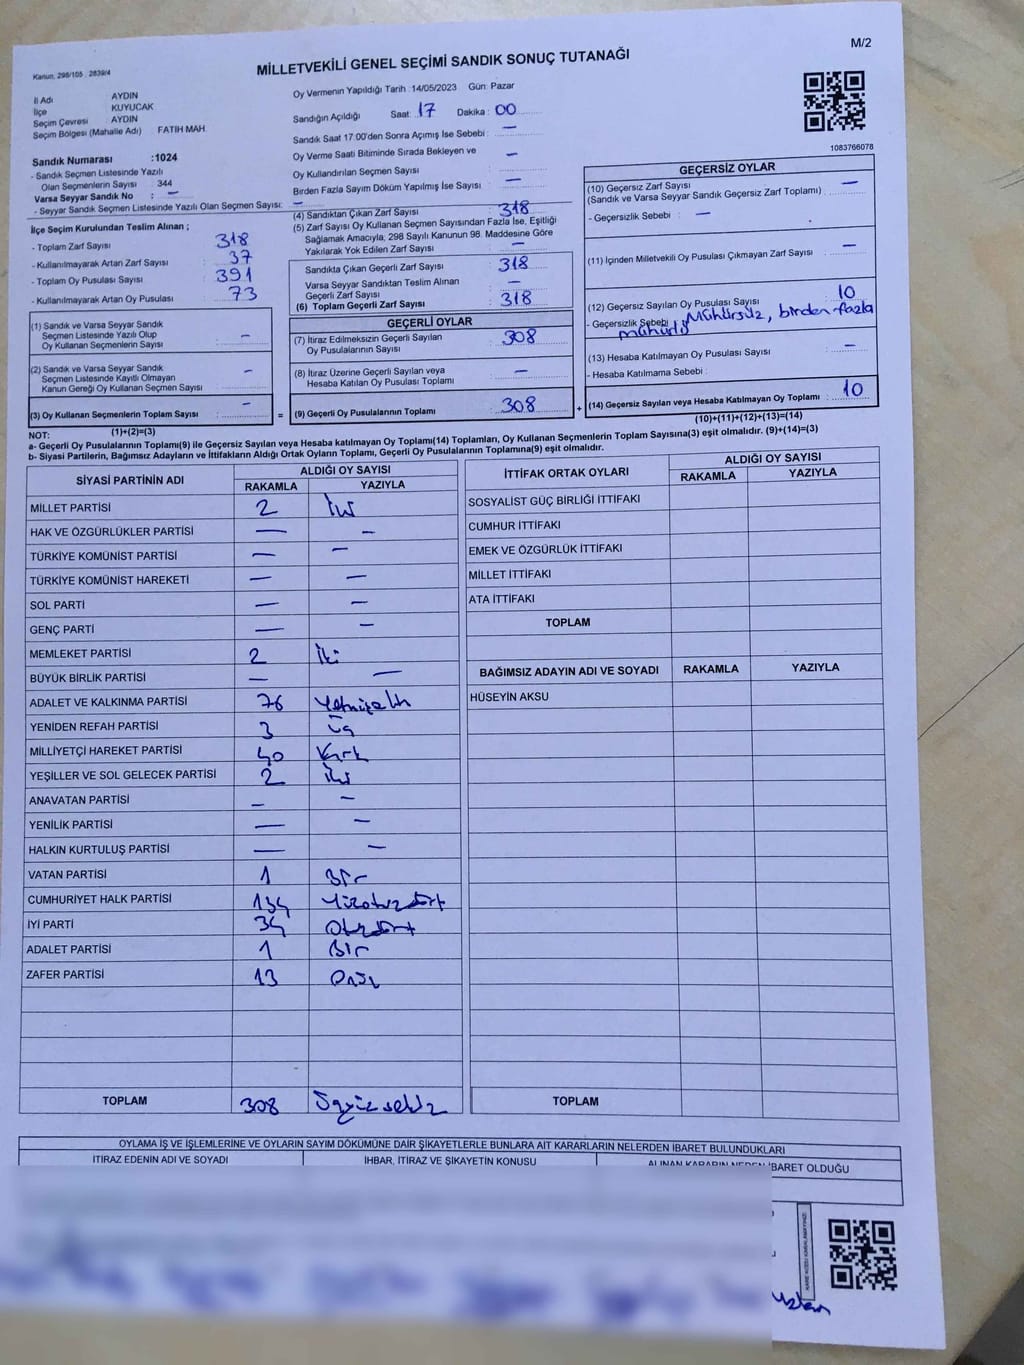 M/2
Kanun, 298/105 , 2839/4
MİLLETVEKİLİ GENEL SEÇİMİ SANDIK SONUÇ TUTANAĞI
İl Adı AYDIN
İlçe KUYUCAK
Seçim Çevresi AYDIN
Seçim Bölgesi (Mahalle Adı) FATİH MAH.
Sandık Numarası :1024
- Sandık Seçmen Listesinde Yazılı
Olan Seçmenlerin Sayısı : 344
Varsa Seyyar Sandık No : –
- Seyyar Sandık Seçmen Listesinde Yazılı Olan Seçmen Sayısı: –
İlçe Seçim Kurulundan Teslim Alınan ;
- Toplam Zarf Sayısı 318
- Kullanılmayarak Artan Zarf Sayısı 37
- Toplam Oy Pusulası Sayısı 391
- Kullanılmayarak Artan Oy Pusulası 73
(1) Sandık ve Varsa Seyyar Sandık
Seçmen Listesinde Yazılı Olup
Oy Kullanan Seçmenlerin Sayısı : –
(2) Sandık ve Varsa Seyyar Sandık
Seçmen Listesinde Kayıtlı Olmayan
Kanun Gereği Oy Kullanan Seçmen Sayısı : –
(3) Oy Kullanan Seçmenlerin Toplam Sayısı : –
(1)+(2)=(3)
Oy Vermenin Yapıldığı Tarih :14/05/2023 Gün: Pazar
Sandığın Açıldığı Saat: 17 Dakika : 00
Sandık Saat 17:00'den Sonra Açımış İse Sebebi : –
Oy Verme Saati Bitiminde Sırada Bekleyen ve
Oy Kullandırılan Seçmen Sayısı : –
Birden Fazla Sayım Döküm Yapılmış İse Sayısı : –
(4) Sandıktan Çıkan Zarf Sayısı : 318
(5) Zarf Sayısı Oy Kullanan Seçmen Sayısından Fazla İse, Eşitliği
Sağlamak Amacıyla, 298 Sayılı Kanunun 98. Maddesine Göre
Yakılarak Yok Edilen Zarf Sayısı : –
Sandıkta Çıkan Geçerli Zarf Sayısı : 318
Varsa Seyyar Sandıktan Teslim Alınan
Geçerli Zarf Sayısı : –
(6) Toplam Geçerli Zarf Sayısı : 318
GEÇERLİ OYLAR
(7) İtiraz Edilmeksizin Geçerli Sayılan
Oy Pusulalarının Sayısı : 308
(8) İtiraz Üzerine Geçerli Sayılan veya
Hesaba Katılan Oy Pusulası Toplamı : –
= (9) Geçerli Oy Pusulalarının Toplamı : 308 +
1083766078
GEÇERSİZ OYLAR
(10) Geçersiz Zarf Sayısı
(Sandık ve Varsa Seyyar Sandık Geçersiz Zarf Toplamı) : –
- Geçersizlik Sebebi : –
(11) İçinden Milletvekili Oy Pusulası Çıkmayan Zarf Sayısı : –
(12) Geçersiz Sayılan Oy Pusulası Sayısı : 10
- Geçersizlik Sebebi : Mühürsüz, birden fazla
mühürlü
(13) Hesaba Katılmayan Oy Pusulası Sayısı : –
- Hesaba Katılmama Sebebi :
(14) Geçersiz Sayılan veya Hesaba Katılmayan Oy Toplamı : 10
(10)+(11)+(12)+(13)=(14)
NOT:
a- Geçerli Oy Pusulalarının Toplamı(9) ile Geçersiz Sayılan veya Hesaba katılmayan Oy Toplamı(14) Toplamları, Oy Kullanan Seçmenlerin Toplam Sayısına(3) eşit olmalıdır. (9)+(14)=(3)
b- Siyasi Partilerin, Bağımsız Adayların ve İttifakların Aldığı Ortak Oyların Toplamı, Geçerli Oy Pusulalarının Toplamına(9) eşit olmalıdır.
SİYASİ PARTİNİN ADI ALDIĞI OY SAYISI
RAKAMLA YAZIYLA
MİLLET PARTİSİ 2 İki
HAK VE ÖZGÜRLÜKLER PARTİSİ – –
TÜRKİYE KOMÜNİST PARTİSİ – –
TÜRKİYE KOMÜNİST HAREKETİ – –
SOL PARTİ – –
GENÇ PARTİ – –
MEMLEKET PARTİSİ 2 İki
BÜYÜK BİRLİK PARTİSİ – –
ADALET VE KALKINMA PARTİSİ 76 Yetmişaltı
YENİDEN REFAH PARTİSİ 3 Üç
MİLLİYETÇİ HAREKET PARTİSİ 40 Kırk
YEŞİLLER VE SOL GELECEK PARTİSİ 2 İki
ANAVATAN PARTİSİ – –
YENİLİK PARTİSİ – –
HALKIN KURTULUŞ PARTİSİ – –
VATAN PARTİSİ 1 Bir
CUMHURİYET HALK PARTİSİ 134 Yüzotuzdört
İYİ PARTİ 34 Otuzdört
ADALET PARTİSİ 1 Bir
ZAFER PARTİSİ 13 Onüç
TOPLAM 308 Üçyüzsekiz
İTTİFAK ORTAK OYLARI ALDIĞI OY SAYISI
RAKAMLA YAZIYLA
SOSYALİST GÜÇ BİRLİĞİ İTTİFAKI
CUMHUR İTTİFAKI
EMEK VE ÖZGÜRLÜK İTTİFAKI
MİLLET İTTİFAKI
ATA İTTİFAKI
TOPLAM
BAĞIMSIZ ADAYIN ADI VE SOYADI RAKAMLA YAZIYLA
HÜSEYİN AKSU
TOPLAM
OYLAMA İŞ VE İŞLEMLERİNE VE OYLARIN SAYIM DÖKÜMÜNE DAİR ŞİKAYETLERLE BUNLARA AİT KARARLARIN NELERDEN İBARET BULUNDUKLARI
İTİRAZ EDENİN ADI VE SOYADI İHBAR, İTİRAZ VE ŞİKAYETİN KONUSU ALINAN KARARIN NEDEN İBARET OLDUĞU